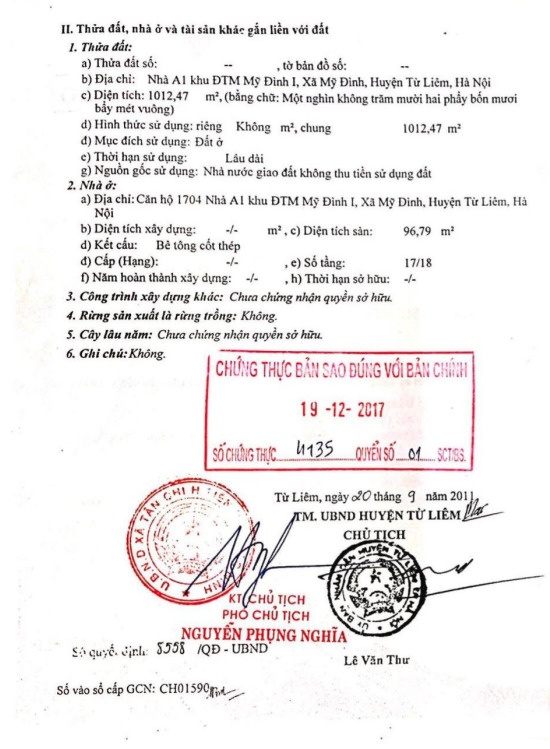 II. Thửa đất, nhà ở và tài sản khác gắn liền với đất
1. Thửa đất:
a) Thửa đất số: -- , tờ bản đồ số: --
b) Địa chỉ: Nhà A1 khu ĐTM Mỹ Đình I, Xã Mỹ Đình, Huyện Từ Liêm, Hà Nội
c) Diện tích: 1012,47 m², (bằng chữ: Một nghìn không trăm mười hai phẩy bốn mươi
bẩy mét vuông)
d) Hình thức sử dụng: riêng Không m², chung 1012,47 m²
đ) Mục đích sử dụng: Đất ở
e) Thời hạn sử dụng: Lâu dài
g) Nguồn gốc sử dụng: Nhà nước giao đất không thu tiền sử dụng đất
2. Nhà ở:
a) Địa chỉ: Căn hộ 1704 Nhà A1 khu ĐTM Mỹ Đình I, Xã Mỹ Đình, Huyện Từ Liêm, Hà
Nội
b) Diện tích xây dựng: -/- m² , c) Diện tích sàn: 96,79 m²
d) Kết cấu: Bê tông cốt thép
đ) Cấp (Hạng): -/- , e) Số tầng: 17/18
f) Năm hoàn thành xây dựng: -/- , h) Thời hạn sở hữu: -/-
3. Công trình xây dựng khác: Chưa chứng nhận quyền sở hữu.
4. Rừng sản xuất là rừng trồng: Không.
5. Cây lâu năm: Chưa chứng nhận quyền sở hữu.
6. Ghi chú: Không.
CHỨNG THỰC BẢN SAO ĐÚNG VỚI BẢN CHÍNH
19 -12- 2017
SỐ CHỨNG THỰC 4135 QUYỂN SỐ 01 SCT/BS.
Từ Liêm, ngày 20 tháng 9 năm 2011
TM. UBND HUYỆN TỪ LIÊM
CHỦ TỊCH
U.B.N.D XÃ TÂN
ỦY BAN NHÂN DÂN HUYỆN TỪ LIÊM
KT CHỦ TỊCH
PHÓ CHỦ TỊCH
NGUYỄN PHỤNG NGHĨA
Số quyết định: 8558 /QĐ - UBND
Lê Văn Thư
Số vào sổ cấp GCN: CH01590